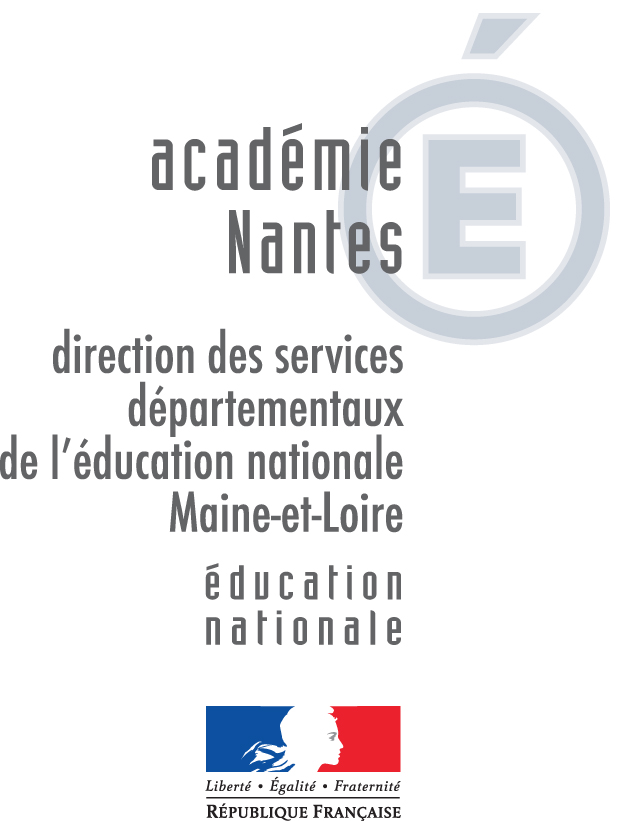 É
académie
Nantes
direction des services
départementaux
de l'éducation nationale
Maine-et-Loire
éducation
nationale
Liberté • Égalité • Fraternité
RÉPUBLIQUE FRANÇAISE